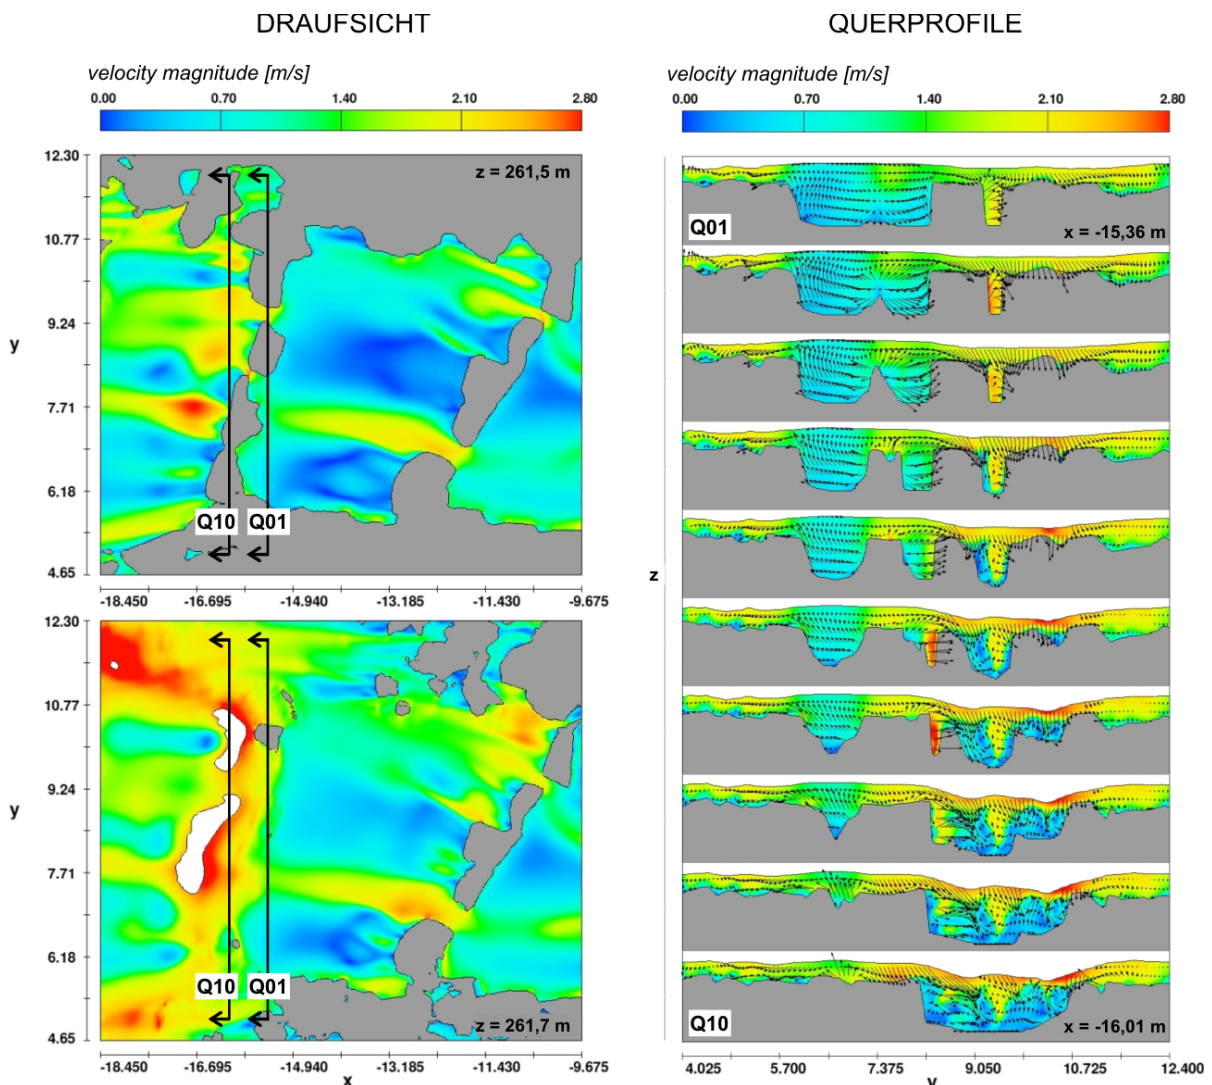 DRAUFSICHT
velocity magnitude [m/s]
0.00 0.70 1.40 2.10 2.80
12.30
10.77
9.24
y
7.71
6.18
4.65
z = 261,5 m
Q10 Q01
-18.450 -16.695 -14.940 -13.185 -11.430 -9.675
12.30
10.77
9.24
y
7.71
6.18
4.65
Q10 Q01
z = 261,7 m
-18.450 -16.695 -14.940 -13.185 -11.430 -9.675
x
QUERPROFILE
velocity magnitude [m/s]
0.00 0.70 1.40 2.10 2.80
Q01
x = -15,36 m
z
Q10
x = -16,01 m
4.025 5.700 7.375 9.050 10.725 12.400
y